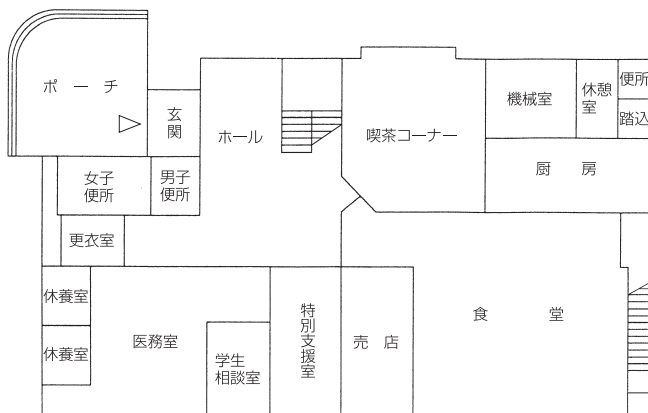 ポーチ
玄
関
ホール
喫茶コーナー
機械室
休憩
室
便所
踏込
厨房
女子
便所
男子
便所
更衣室
休養室
休養室
医務室
学生
相談室
特別支援室
売店
食堂